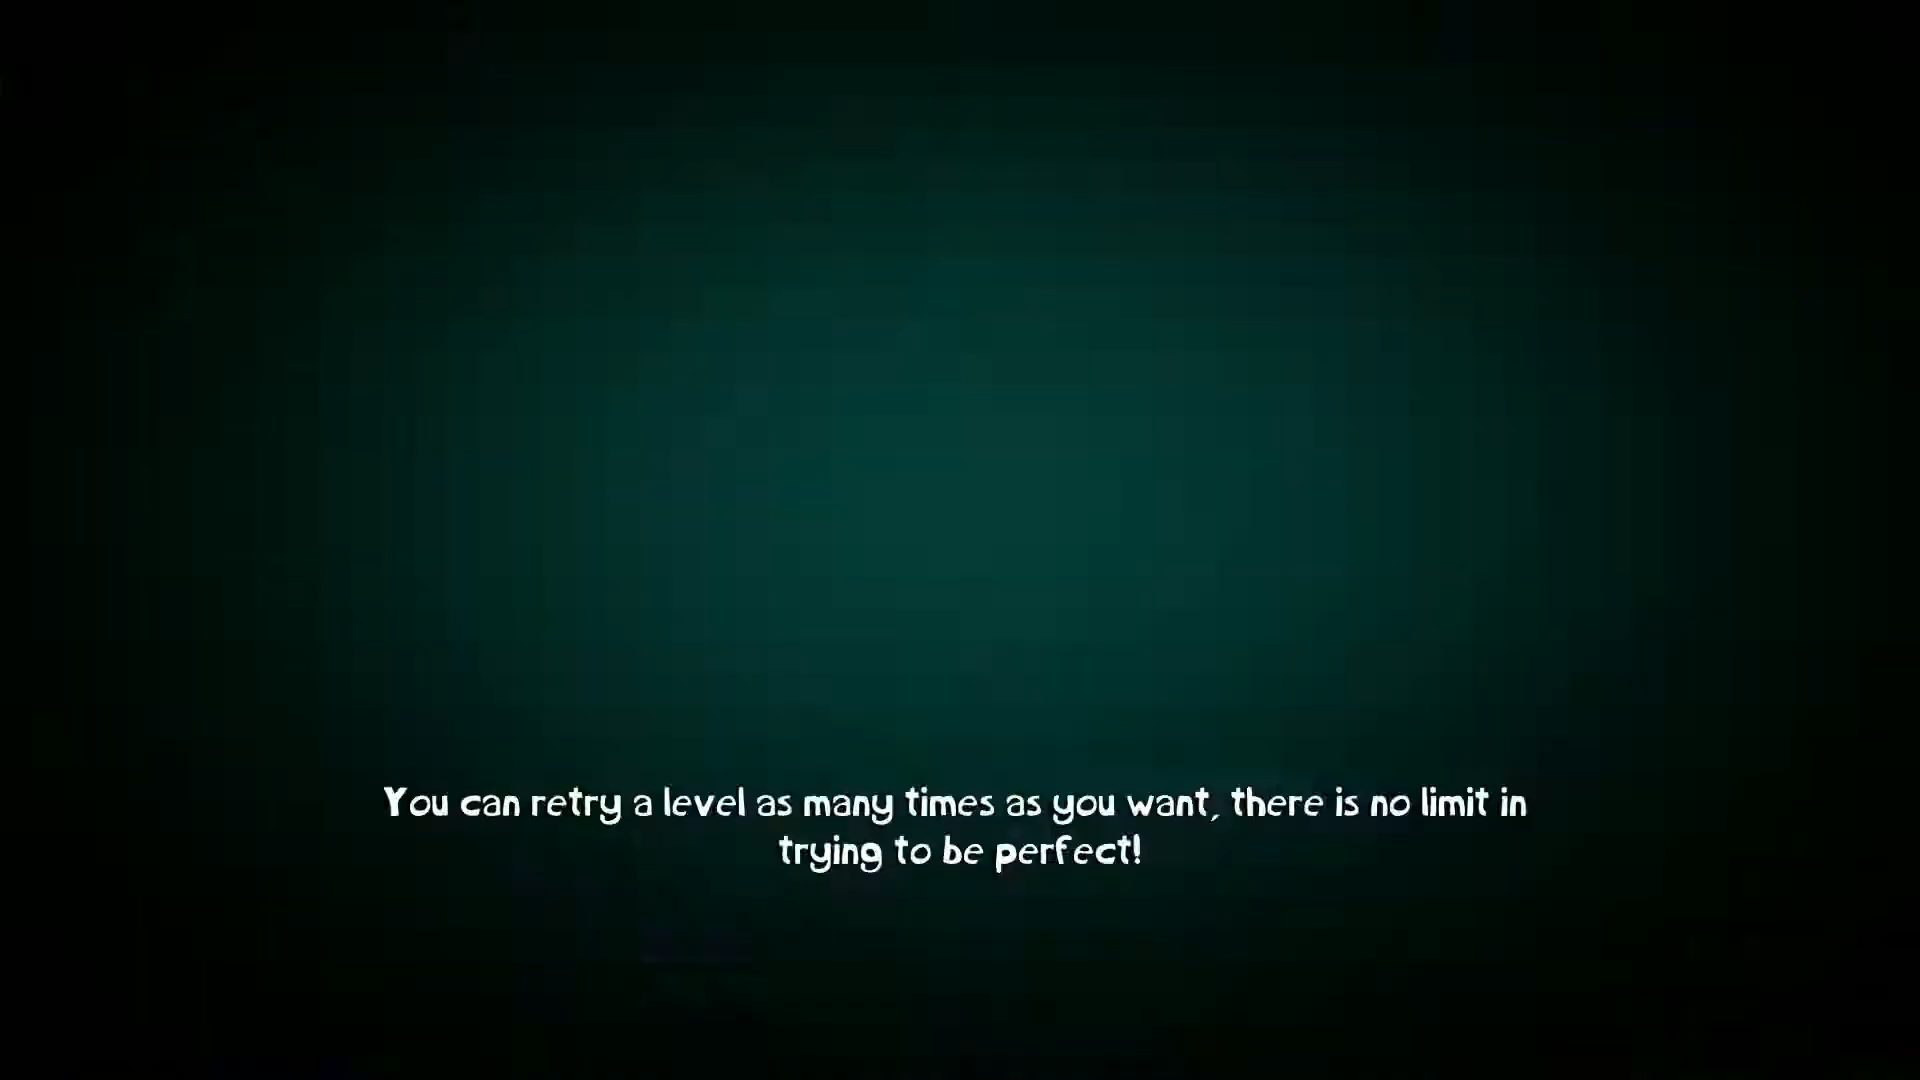 You can retry a level as many times as you want, there is no limit in
trying to be perfect!